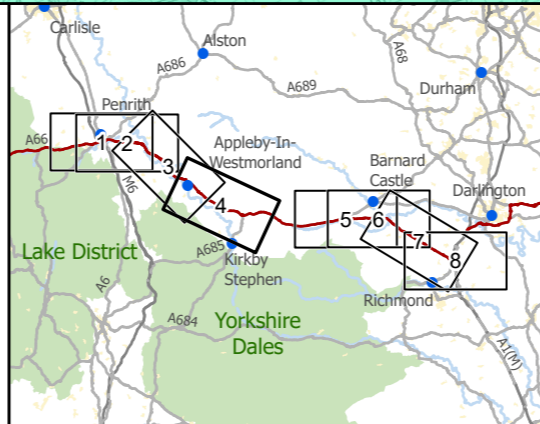 Carlisle
Alston
A68
A686
A689
Durham
Penrith
A66
1
2
3
M6
Appleby-In-
Westmorland
Barnard
Castle
Darlington
4
5
6
7
8
Lake District
A685
Kirkby
Stephen
A6
Richmond
A684
Yorkshire
Dales
A1(M)